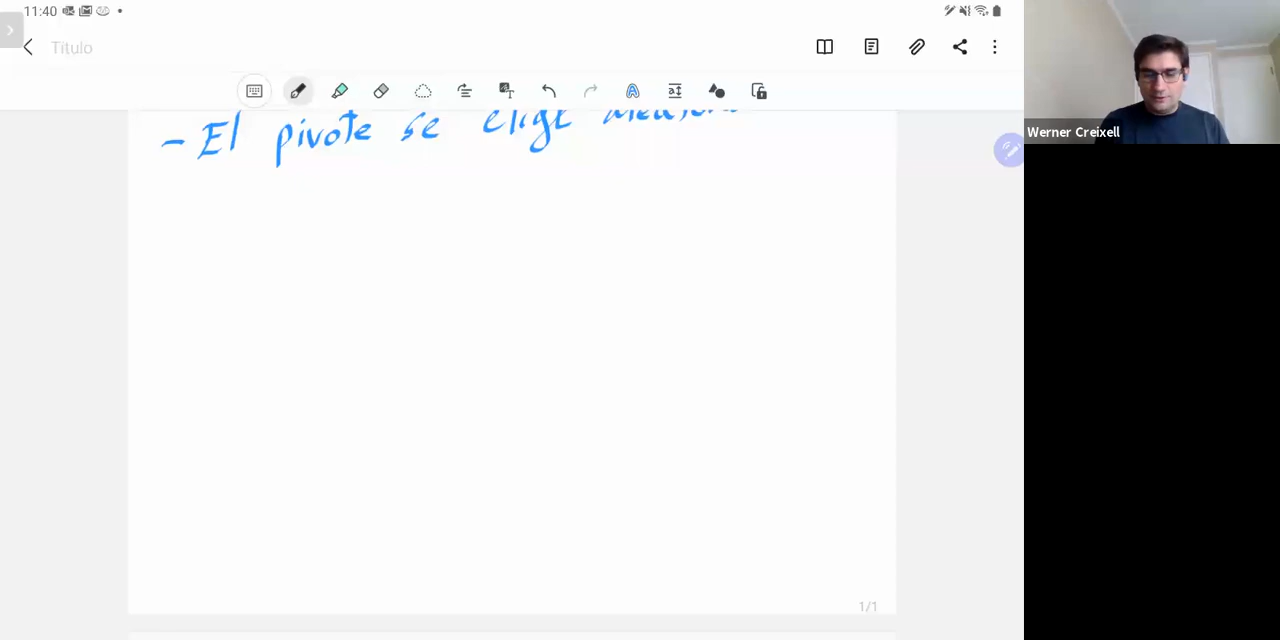 11:40
Título
- El pivote se elige
Werner Creixell
1/1